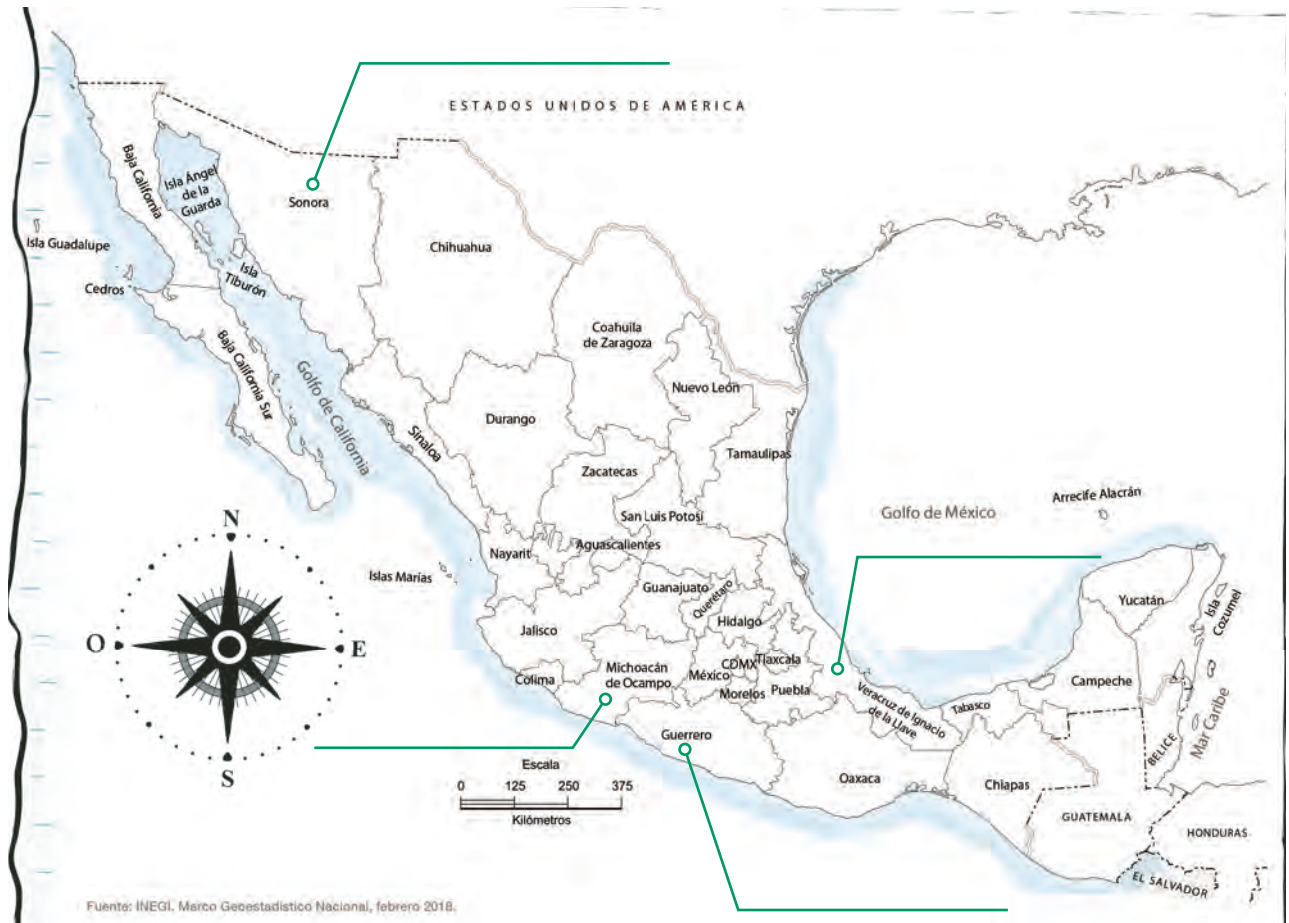 ESTADOS UNIDOS DE AMÉRICA
Baja California
Isla Ángel
de la
Guarda
Sonora
Isla Guadalupe
Chihuahua
Isla
Tiburón
Cedros
Coahuila
de Zaragoza
Baja California Sur
Golfo de California
Nuevo León
Durango
Sinaloa
Tamaulipas
Zacatecas
Arrecife Alacrán
San Luis Potosí
Golfo de México
N
Nayarit
Aguascalientes
Islas Marías
Guanajuato
Querétaro
Yucatán
Isla
Cozumel
Hidalgo
Jalisco
O
E
Michoacán
de Ocampo
CDMX
Tlaxcala
México
Colima
Morelos
Puebla
Campeche
Veracruz de Ignacio
de la Llave
Tabasco
Mar Caribe
Guerrero
BELICE
S
Escala
0 125 250 375
Kilómetros
Oaxaca
Chiapas
GUATEMALA
HONDURAS
EL SALVADOR
Fuente: INEGI. Marco Geoestadístico Nacional, febrero 2018.